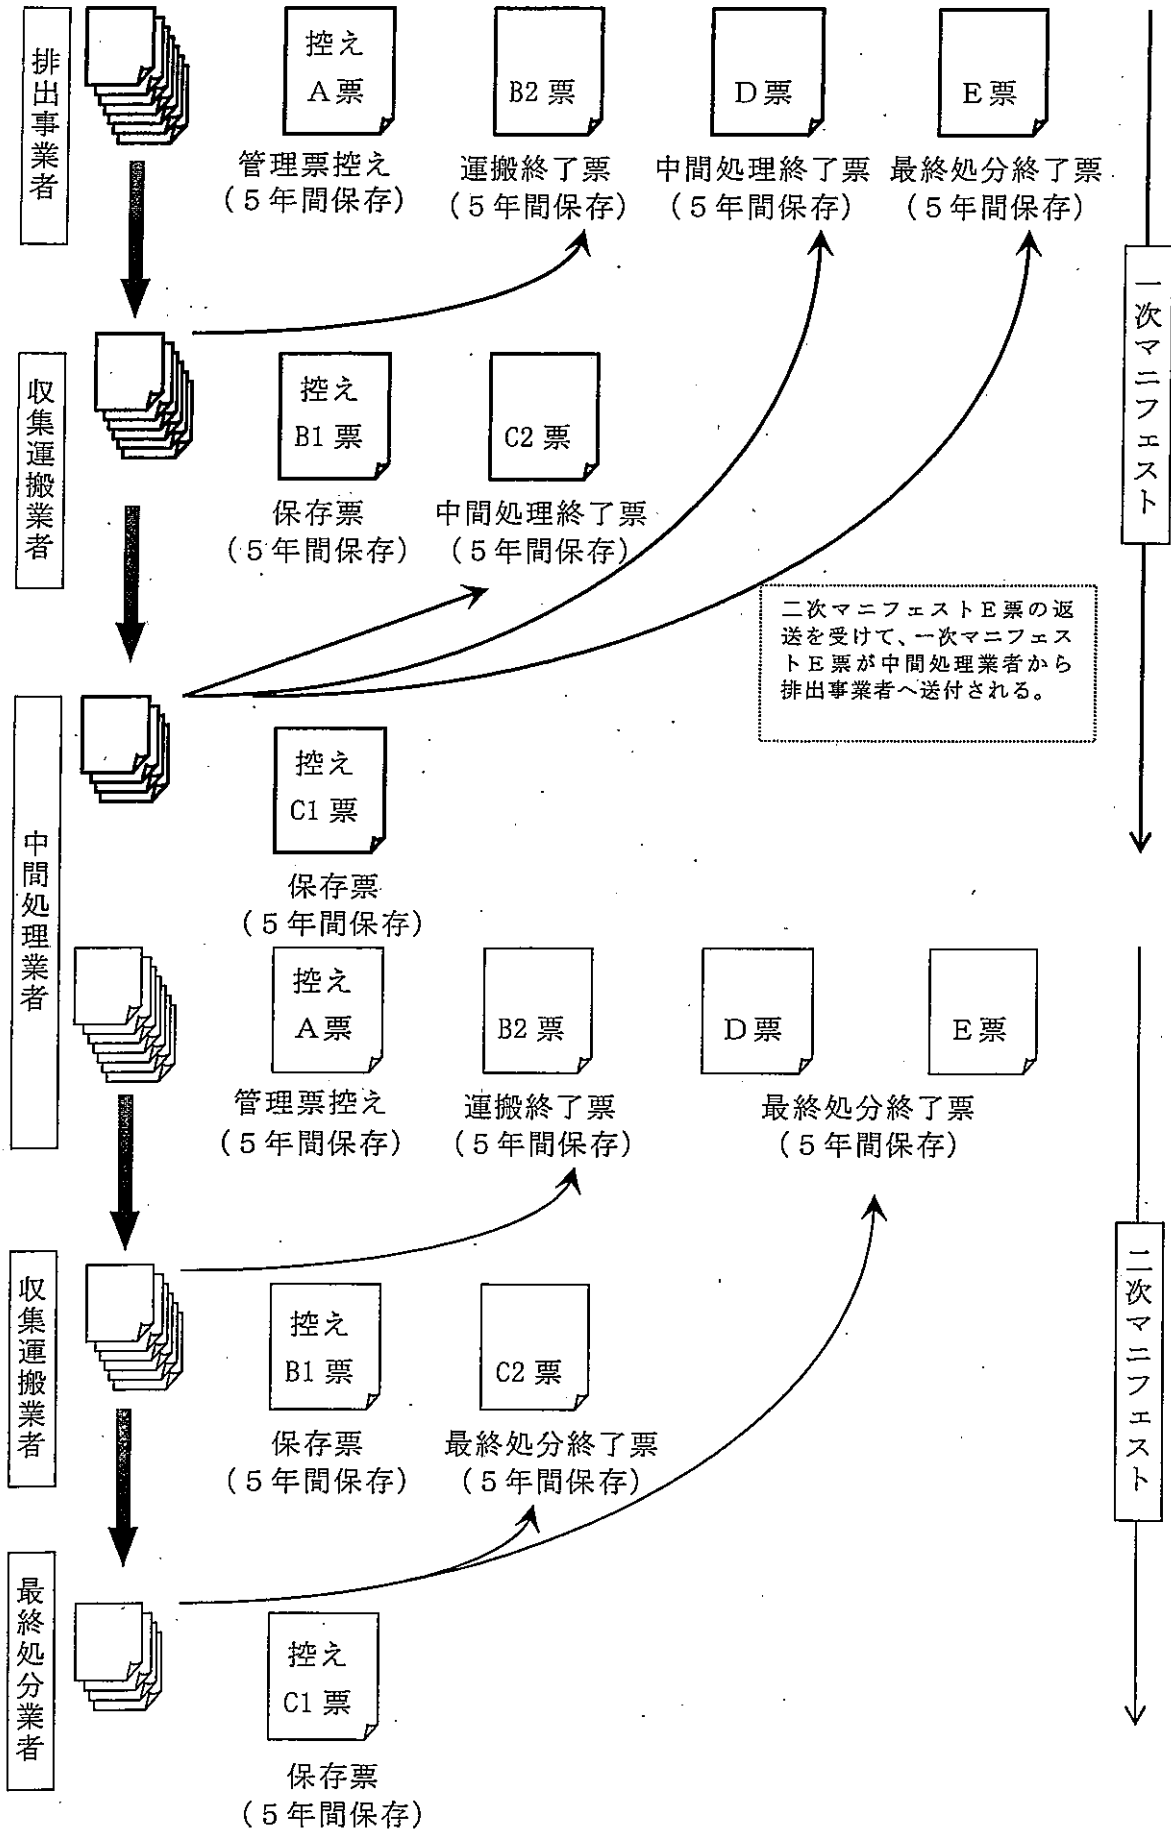 排出事業者
控え
A票
B2票
D票
E票
管理票控え
(5年間保存)
運搬終了票
(5年間保存)
中間処理終了票
(5年間保存)
最終処分終了票
(5年間保存)
一次マニフェスト
収集運搬業者
控え
B1票
C2票
保存票
(5年間保存)
中間処理終了票
(5年間保存)
二次マニフェストE票の返
送を受けて、一次マニフェス
トE票が中間処理業者から
排出事業者へ送付される。
中間処理業者
控え
C1票
保存票
(5年間保存)
控え
A票
B2票
D票
E票
管理票控え
(5年間保存)
運搬終了票
(5年間保存)
最終処分終了票
(5年間保存)
二次マニフェスト
収集運搬業者
控え
B1票
C2票
保存票
(5年間保存)
最終処分終了票
(5年間保存)
最終処分業者
控え
C1票
保存票
(5年間保存)